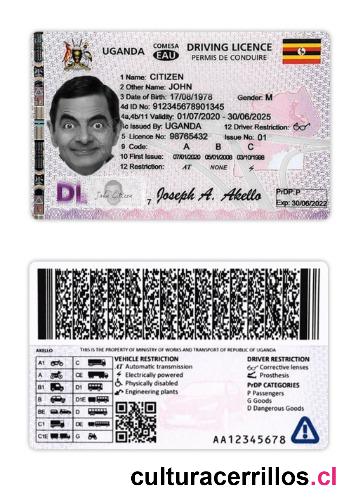 UGANDA COMESA EAU DRIVING LICENCE
PERMIS DE CONDUIRE
1 Name: CITIZEN
2 Other Name: JOHN
3 Date of Birth: 17/08/1978 Gender: M
4d ID No: 912345678901345
4a,4b/11 Validity: 01/07/2020 - 30/06/2025
4c Issued By: UGANDA 12 Driver Restriction:
5 Licence No: 98765432 Issue No: 01
9 Code: A B C
10 First Issue: 07/01/2020 05/01/2008 03/10/1998
12 Restriction: AT NONE
DL John Citizen
7 Joseph A. Akello
PrDP P
Exp: 30/06/2022
AKELLO THIS IS THE PROPERTY OF MINISTRY OF WORKS AND TRANSPORT OF REPUBLIC OF UGANDA
VEHICLE RESTRICTION
AT Automatic transmission
Electrically powered
Physically disabled
Engineering plants
DRIVER RESTRICTION
Corrective lenses
Prosthesis
PrDP CATEGORIES
P Passengers
G Goods
D Dangerous Goods
A1 C
A CE
B1 D1
B D1E
BE D
C1 DE
C1E G
AA12345678
culturacerrillos.cl